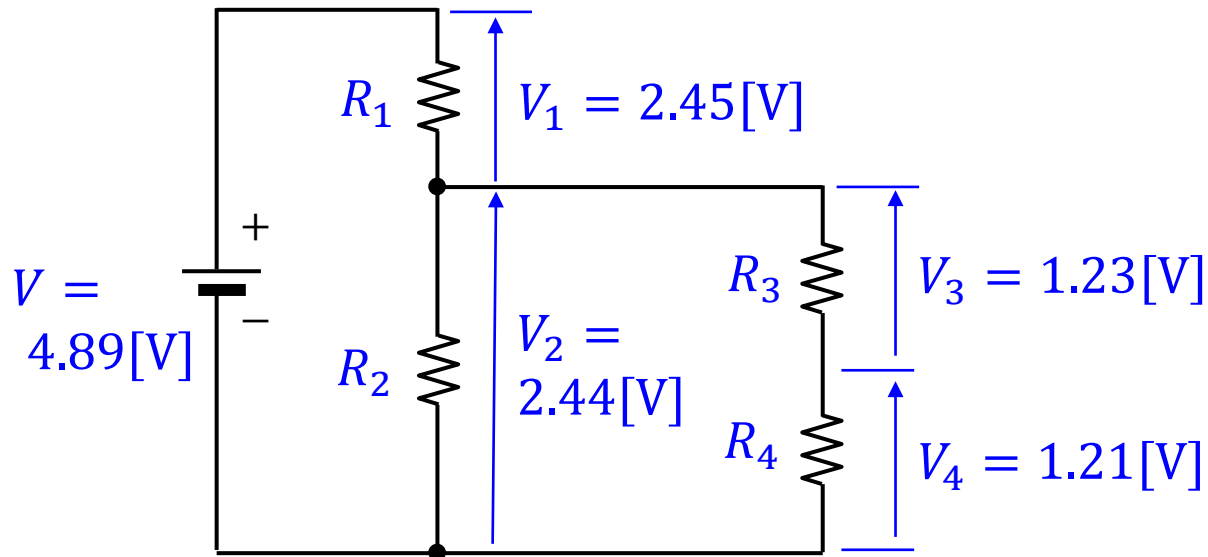 R₁
V₁ = 2.45[V]
+
V =
4.89[V]
−
R₂
V₂ =
2.44[V]
R₃
V₃ = 1.23[V]
R₄
V₄ = 1.21[V]